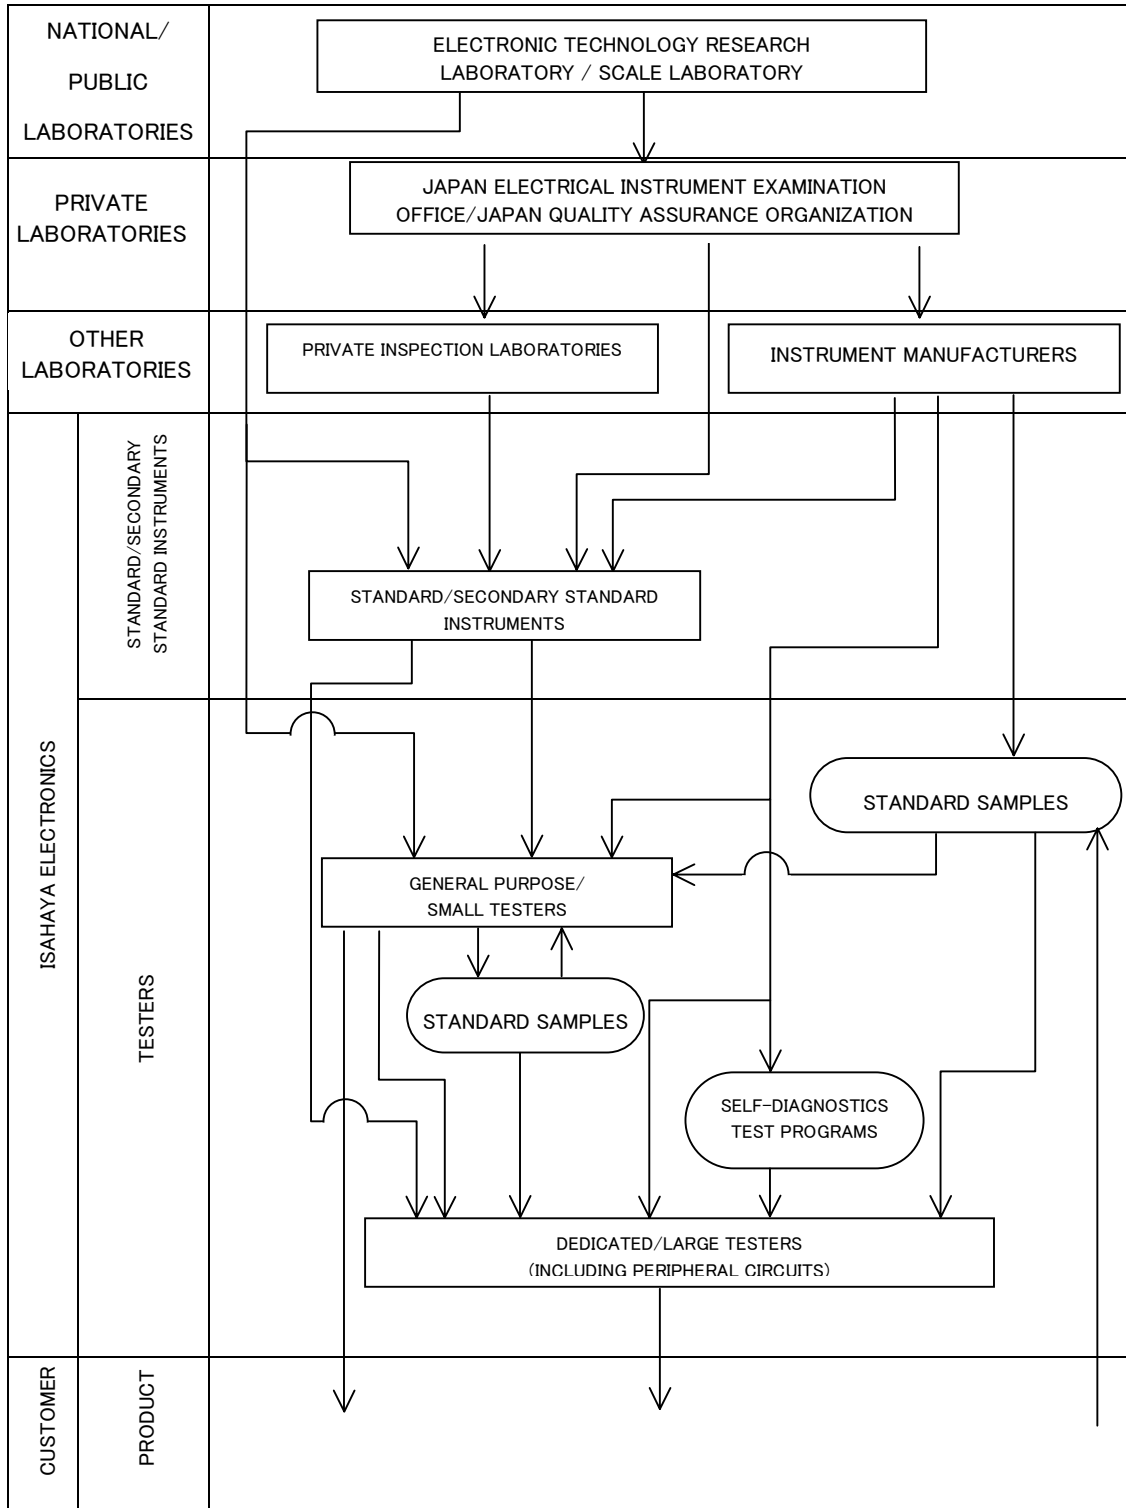 NATIONAL/
PUBLIC
LABORATORIES
ELECTRONIC TECHNOLOGY RESEARCH
LABORATORY / SCALE LABORATORY
PRIVATE
LABORATORIES
JAPAN ELECTRICAL INSTRUMENT EXAMINATION
OFFICE/JAPAN QUALITY ASSURANCE ORGANIZATION
OTHER
LABORATORIES
PRIVATE INSPECTION LABORATORIES
INSTRUMENT MANUFACTURERS
ISAHAYA ELECTRONICS
STANDARD/SECONDARY
STANDARD INSTRUMENTS
STANDARD/SECONDARY STANDARD
INSTRUMENTS
TESTERS
STANDARD SAMPLES
GENERAL PURPOSE/
SMALL TESTERS
STANDARD SAMPLES
SELF-DIAGNOSTICS
TEST PROGRAMS
DEDICATED/LARGE TESTERS
(INCLUDING PERIPHERAL CIRCUITS)
CUSTOMER
PRODUCT